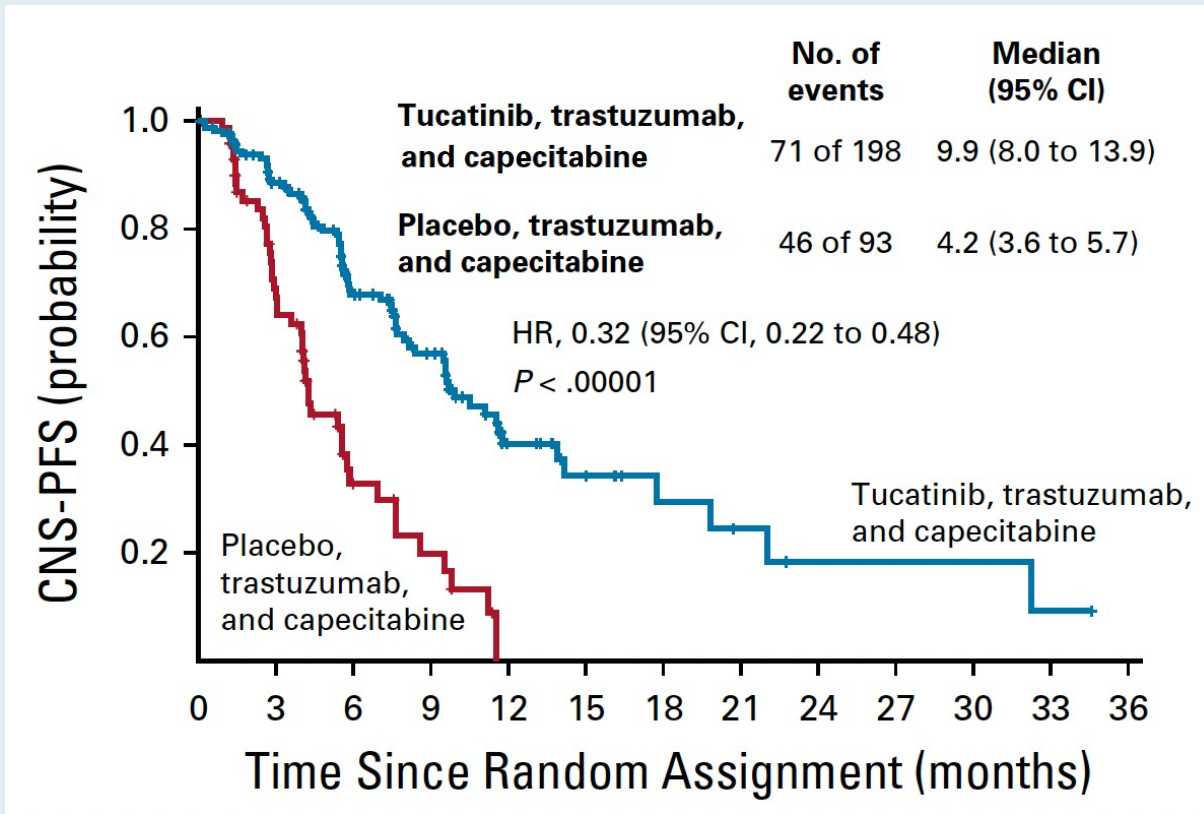 No. of events
Median (95% CI)
Tucatinib, trastuzumab,
and capecitabine
71 of 198 9.9 (8.0 to 13.9)
Placebo, trastuzumab,
and capecitabine
46 of 93 4.2 (3.6 to 5.7)
HR, 0.32 (95% CI, 0.22 to 0.48)
P < .00001
CNS-PFS (probability)
1.0
0.8
0.6
0.4
0.2
Tucatinib, trastuzumab,
and capecitabine
Placebo,
trastuzumab,
and capecitabine
0 3 6 9 12 15 18 21 24 27 30 33 36
Time Since Random Assignment (months)